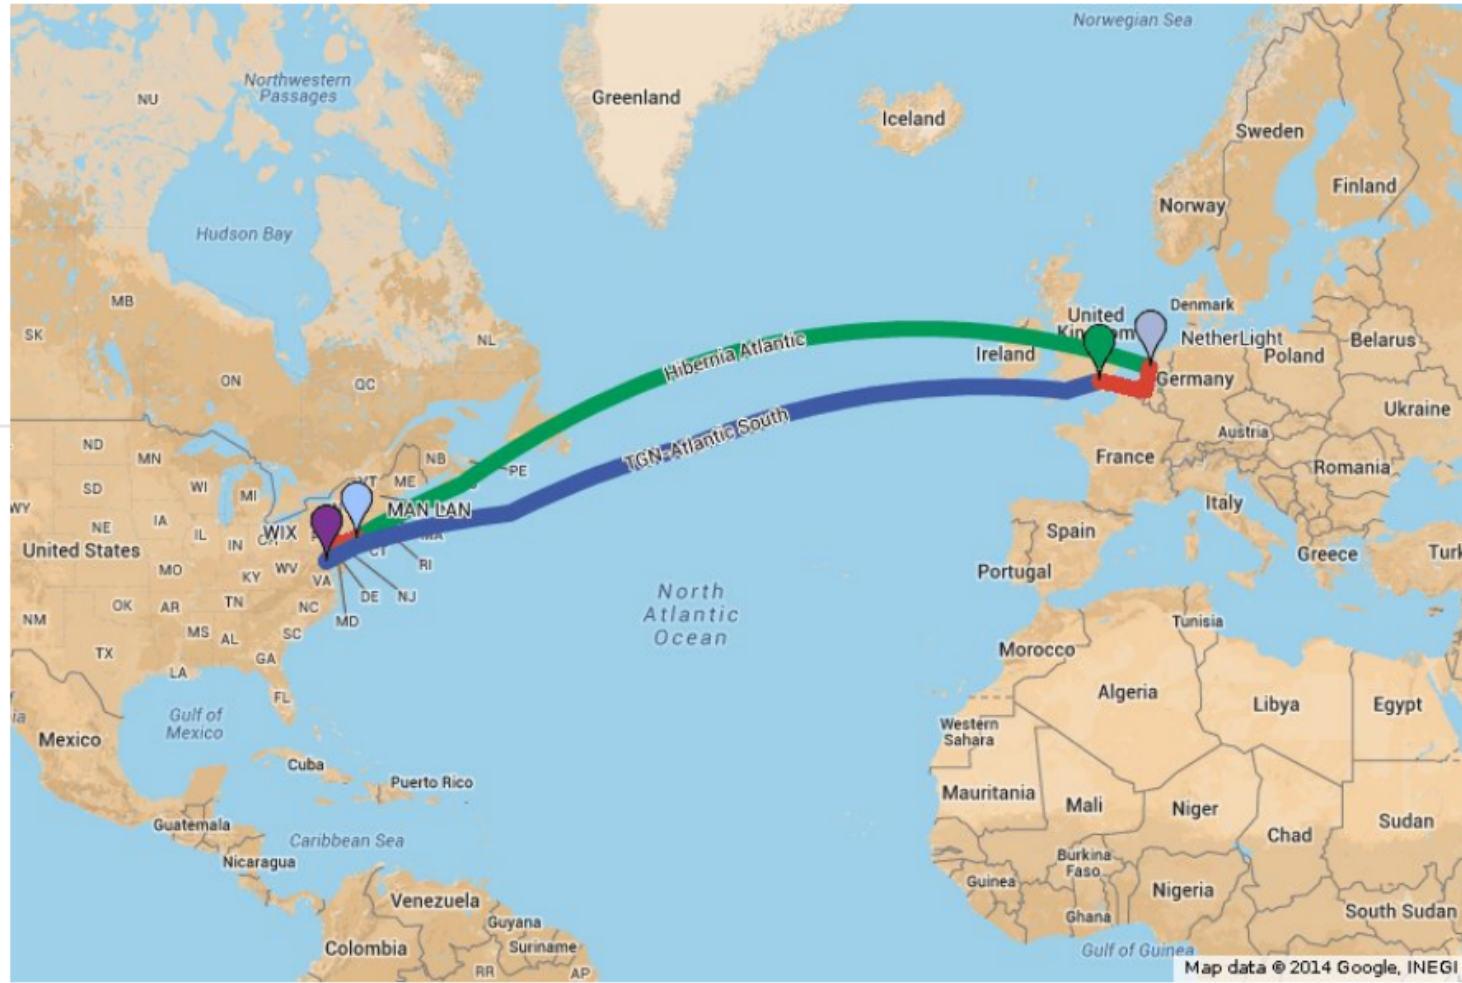 Norwegian Sea
Northwestern
Passages
NU
Greenland
Iceland
Sweden
Finland
Norway
Hudson Bay
MB
Denmark
United
Kingdom
NetherLight
SK
NL
Hibernia Atlantic
Ireland
Poland
Belarus
ON
QC
Germany
Ukraine
TGN-Atlantic South
Austria
ND
MN
NB
PE
France
Romania
VT
ME
SD
WI
MI
Italy
WY
MAN LAN
Spain
NE
IA
WIX
MA
United States
IL
IN
CT
RI
Greece
Portugal
MO
KY
WV
VA
DE
NJ
North
Atlantic
Ocean
OK
AR
TN
NC
MD
NM
MS
AL
SC
Tunisia
TX
GA
Morocco
LA
FL
Algeria
Libya
Egypt
Gulf of
Mexico
Western
Sahara
Mexico
Cuba
Puerto Rico
Mauritania
Mali
Niger
Chad
Sudan
Guatemala
Caribbean Sea
Nicaragua
Burkina
Faso
Guinea
Nigeria
Venezuela
Ghana
South Sudan
Guyana
Colombia
Suriname
Gulf of Guinea
RR
AP
Map data © 2014 Google, INEGI